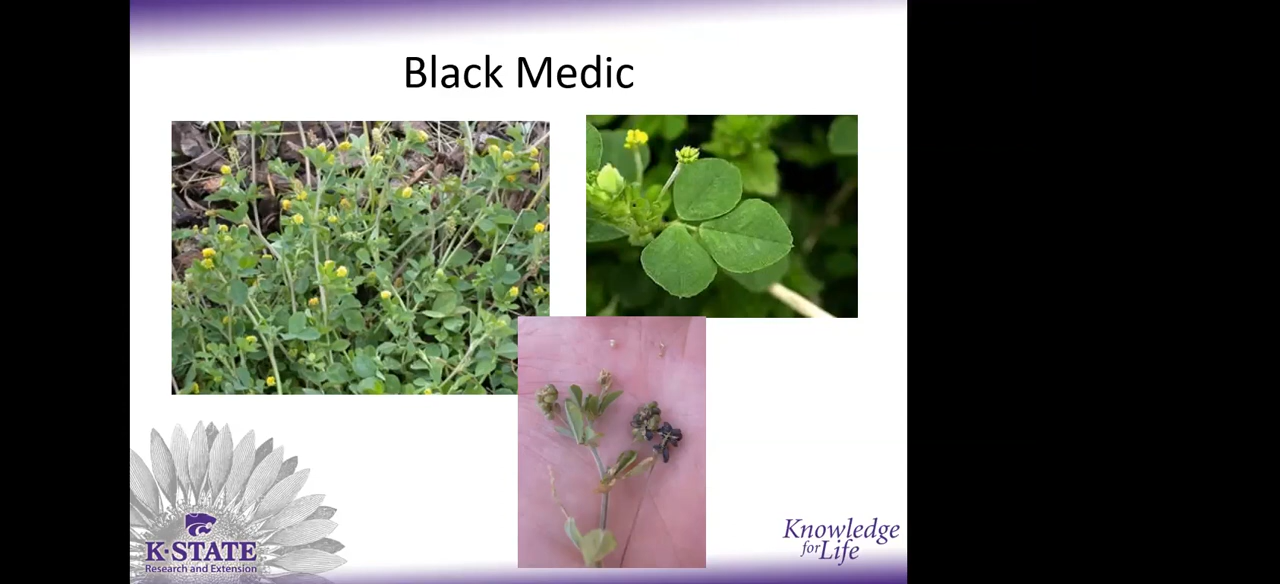 Black Medic
K-STATE
Research and Extension
Knowledge
for Life